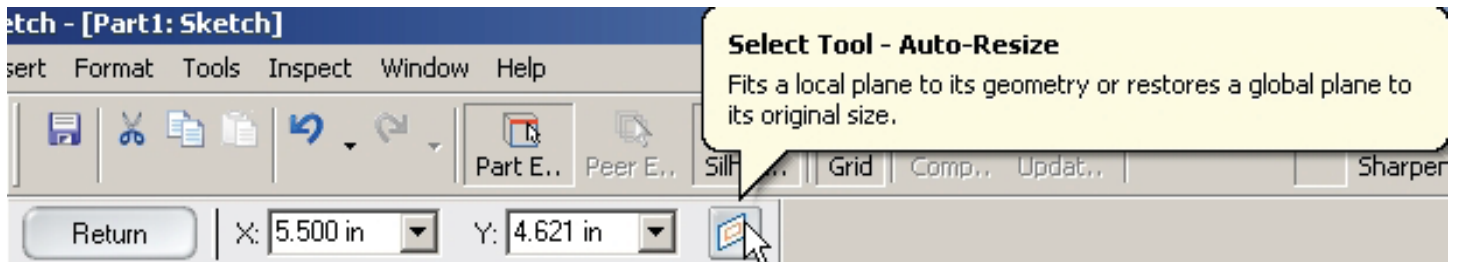 etch - [Part1: Sketch]
Select Tool - Auto-Resize
sert Format Tools Inspect Window Help
Fits a local plane to its geometry or restores a global plane to
its original size.
Part E.. Peer E.. Silh.. Grid Comp.. Updat.. Sharpen
Return X: 5.500 in Y: 4.621 in